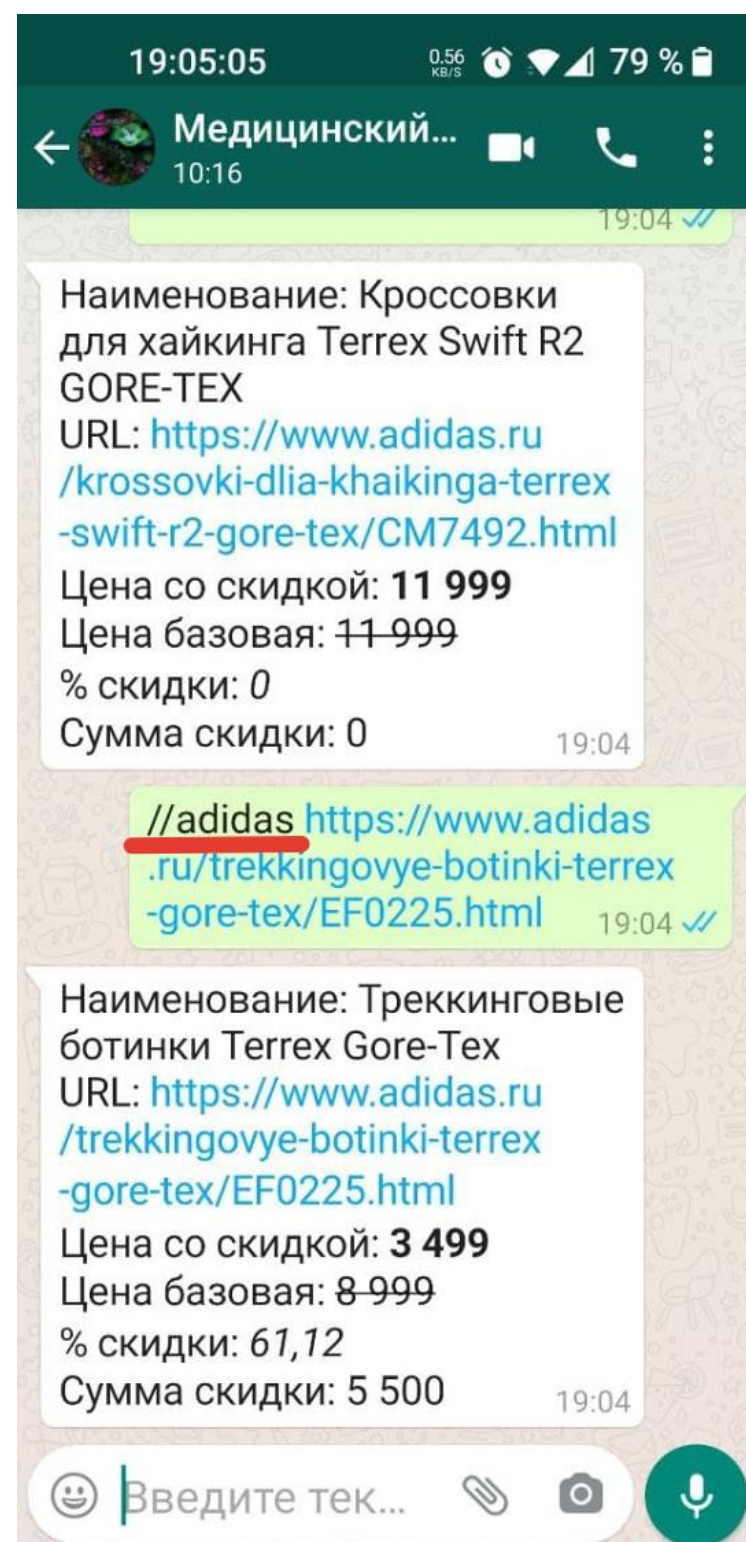 19:05:05
0.56
KB/S
79 %
Медицинский...
10:16
19:04
Наименование: Кроссовки
для хайкинга Terrex Swift R2
GORE-TEX
URL: https://www.adidas.ru
/krossovki-dlia-khaikinga-terrex
-swift-r2-gore-tex/CM7492.html
Цена со скидкой: 11 999
Цена базовая: 11 999
% скидки: 0
Сумма скидки: 0
19:04
//adidas https://www.adidas
.ru/trekkingovye-botinki-terrex
-gore-tex/EF0225.html
19:04
Наименование: Треккинговые
ботинки Terrex Gore-Tex
URL: https://www.adidas.ru
/trekkingovye-botinki-terrex
-gore-tex/EF0225.html
Цена со скидкой: 3 499
Цена базовая: 8 999
% скидки: 61,12
Сумма скидки: 5 500
19:04
Введите тек...